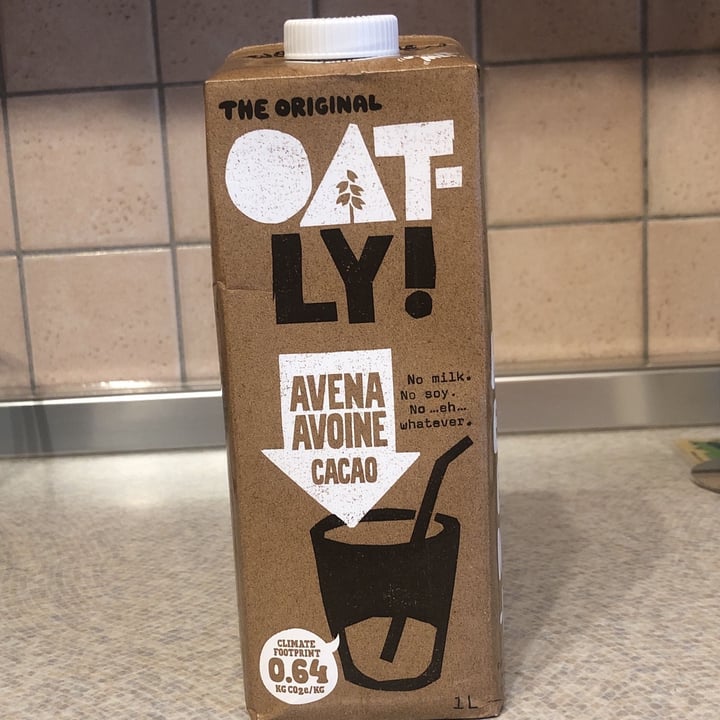 THE ORIGINAL
OAT-
LY!
AVENA
AVOINE
CACAO
No milk.
No soy.
No …eh…
whatever.
CLIMATE
FOOTPRINT
0.64
KG CO2e/KG
1L